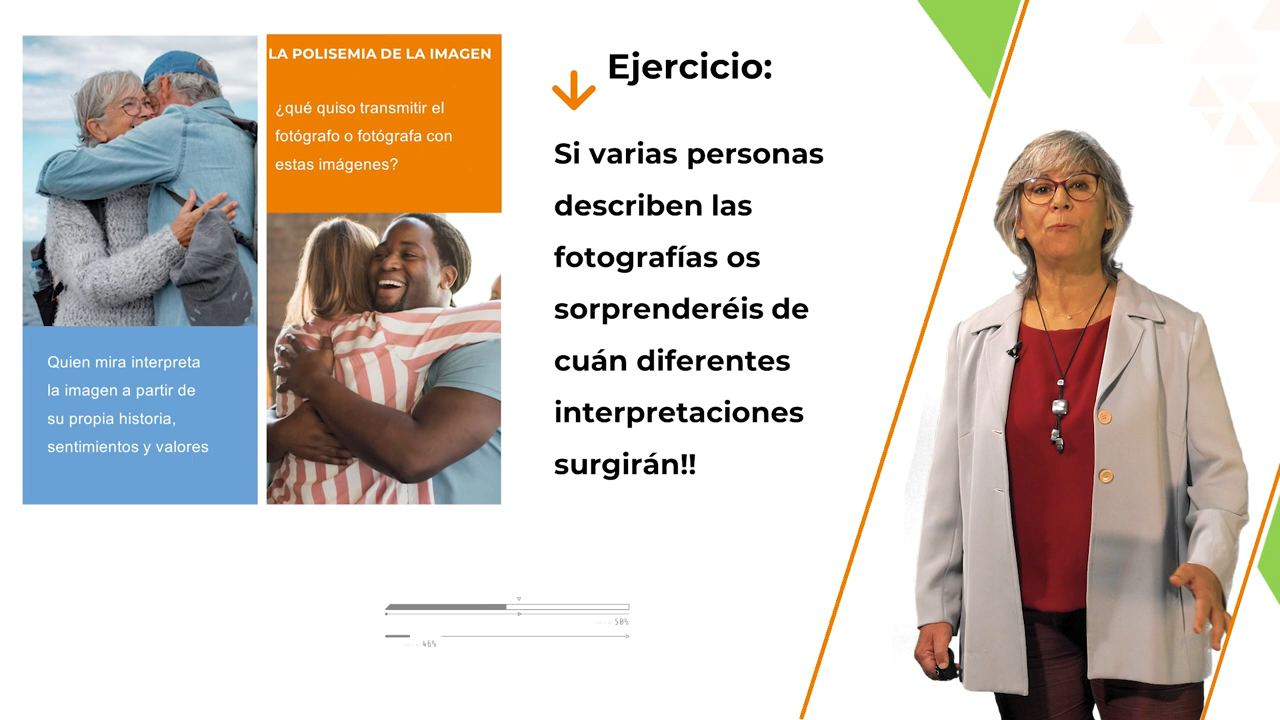 LA POLISEMIA DE LA IMAGEN
¿qué quiso transmitir el
fotógrafo o fotógrafa con
estas imágenes?
Quien mira interpreta
la imagen a partir de
su propia historia,
sentimientos y valores
Ejercicio:
Si varias personas
describen las
fotografías os
sorprenderéis de
cuán diferentes
interpretaciones
surgirán!!
50%
46%